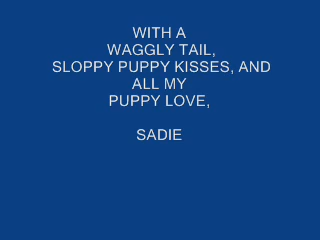 WITH A
WAGGLY TAIL,
SLOPPY PUPPY KISSES, AND
ALL MY
PUPPY LOVE,
SADIE